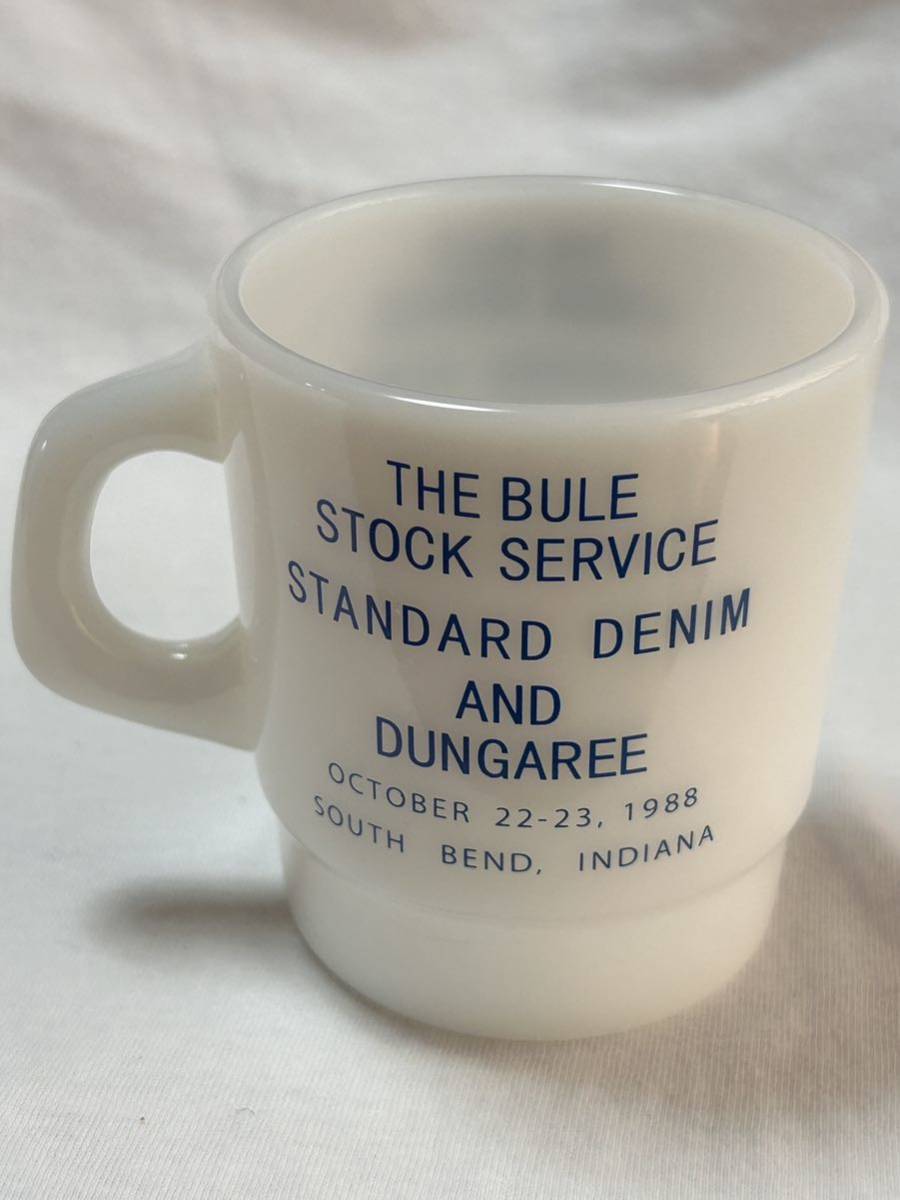 THE BULE
STOCK SERVICE
STANDARD DENIM
AND
DUNGAREE
OCTOBER 22-23, 1988
SOUTH BEND, INDIANA